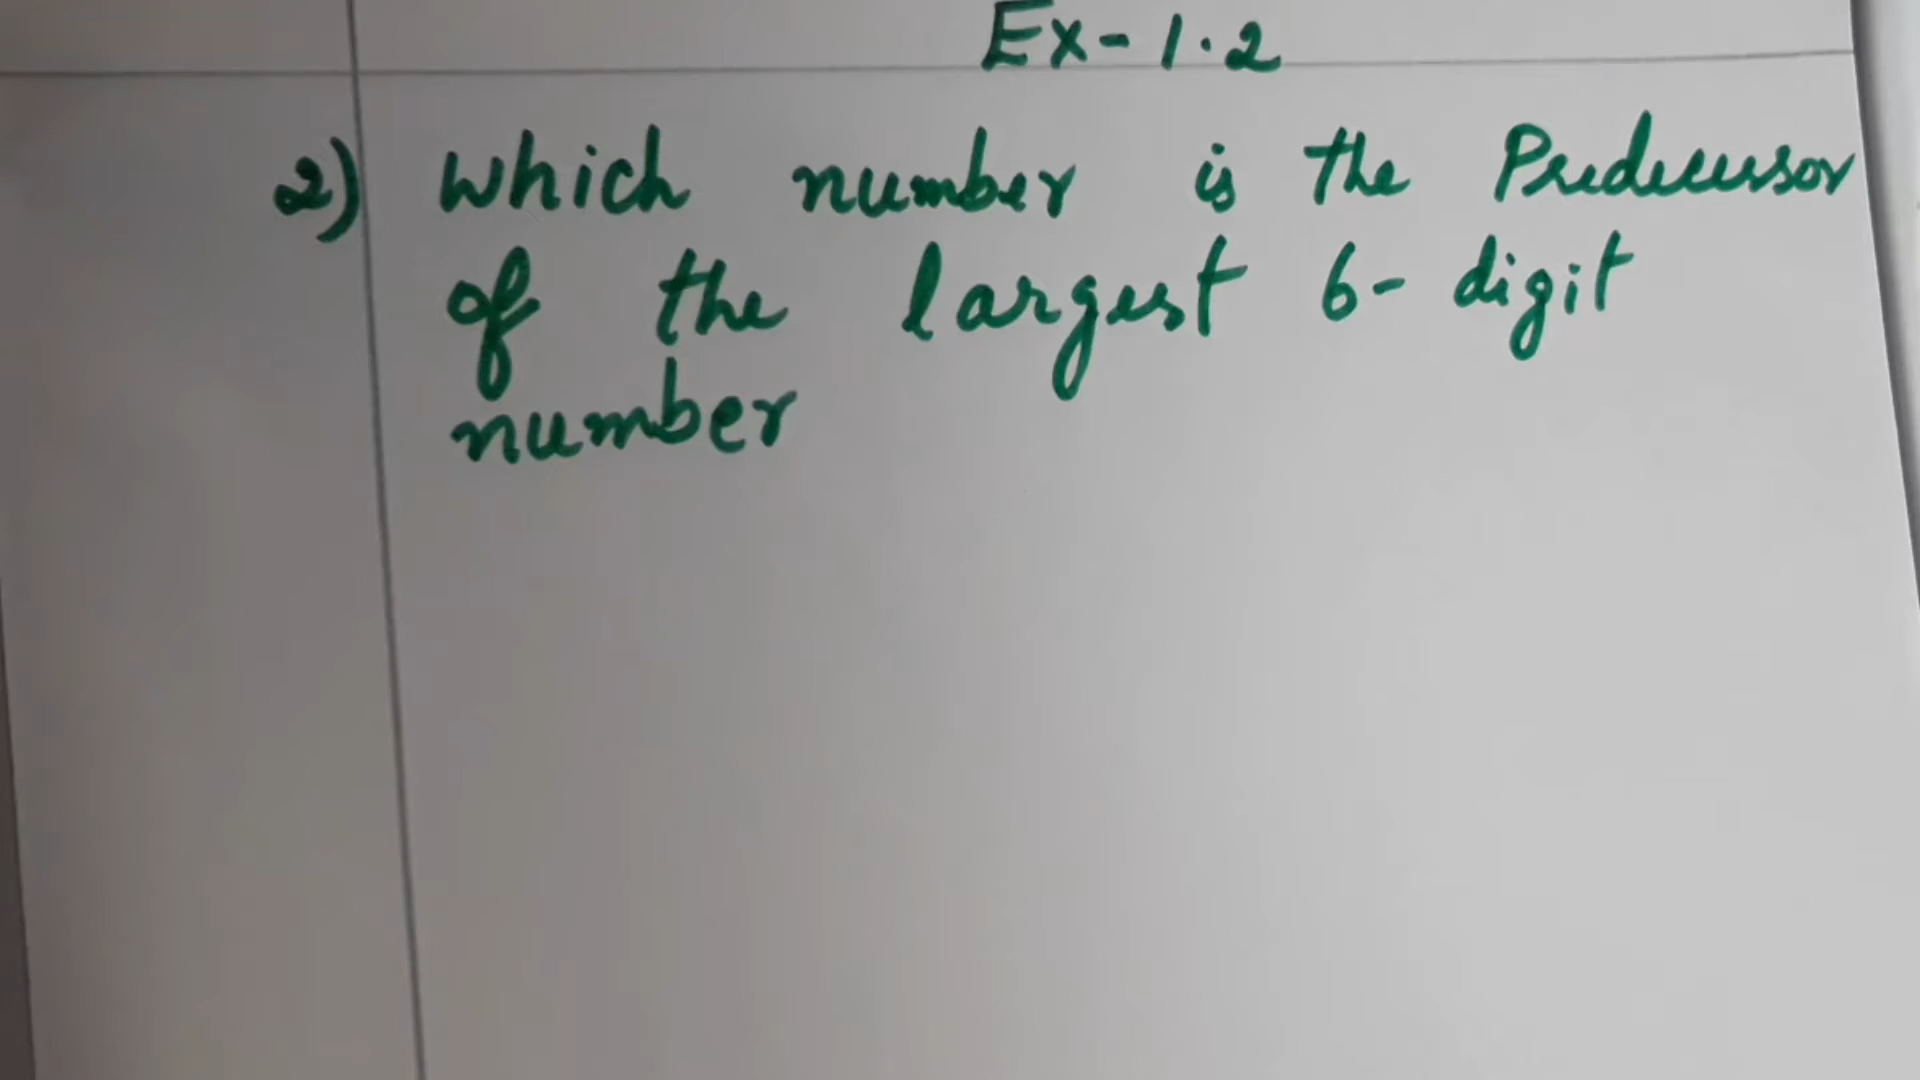 Ex-1.2
2) Which number is the Predecessor
of the largest 6- digit
number